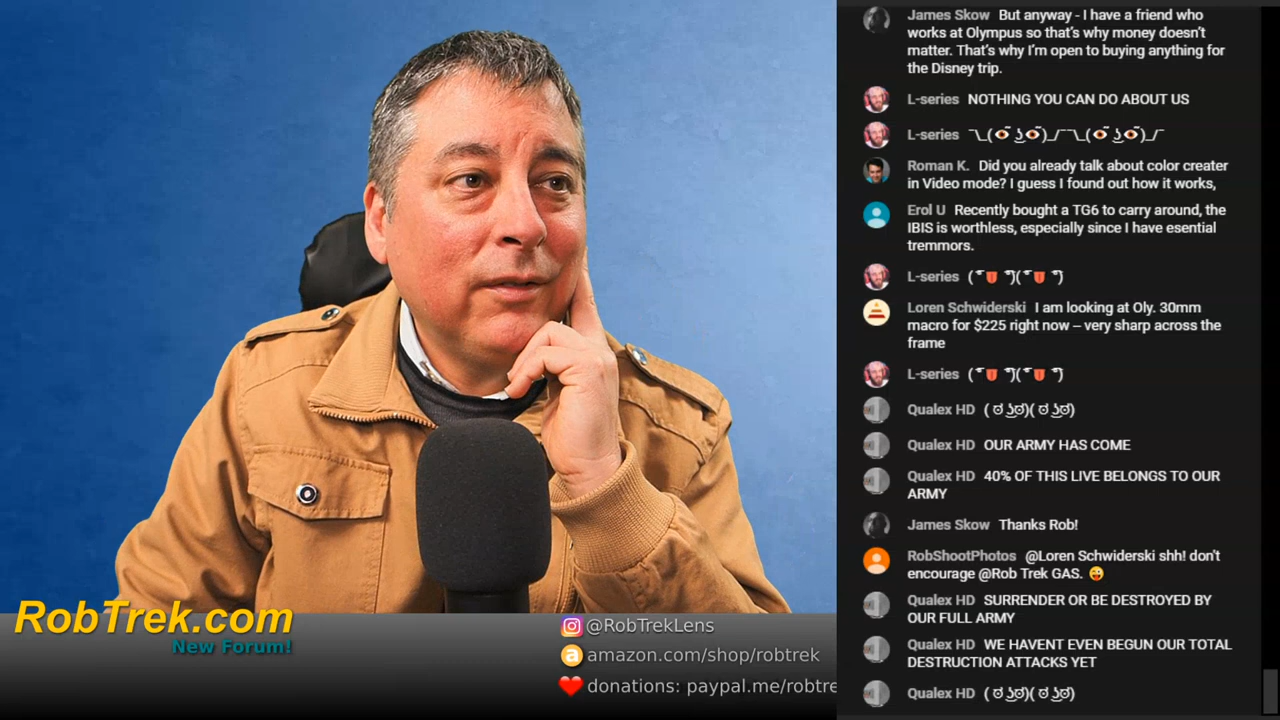 James Skow But anyway - I have a friend who
works at Olympus so that's why money doesn't
matter. That's why I'm open to buying anything for
the Disney trip.
L-series NOTHING YOU CAN DO ABOUT US
L-series
Roman K. Did you already talk about color creater
in Video mode? I guess I found out how it works,
Erol U Recently bought a TG6 to carry around, the
IBIS is worthless, especially since I have esential
tremmors.
L-series
Loren Schwiderski I am looking at Oly. 30mm
macro for $225 right now -- very sharp across the
frame
L-series
Qualex HD ( ಠ ͜ʖಠ)( ಠ ͜ʖಠ)
Qualex HD OUR ARMY HAS COME
Qualex HD 40% OF THIS LIVE BELONGS TO OUR
ARMY
James Skow Thanks Rob!
RobShootPhotos @Loren Schwiderski shh! don't
encourage @Rob Trek GAS. 😜
Qualex HD SURRENDER OR BE DESTROYED BY
OUR FULL ARMY
Qualex HD WE HAVENT EVEN BEGUN OUR TOTAL
DESTRUCTION ATTACKS YET
Qualex HD ( ಠ ͜ʖಠ)( ಠ ͜ʖಠ)
RobTrek.com
New Forum!
@RobTrekLens
amazon.com/shop/robtrek
donations: paypal.me/robtre